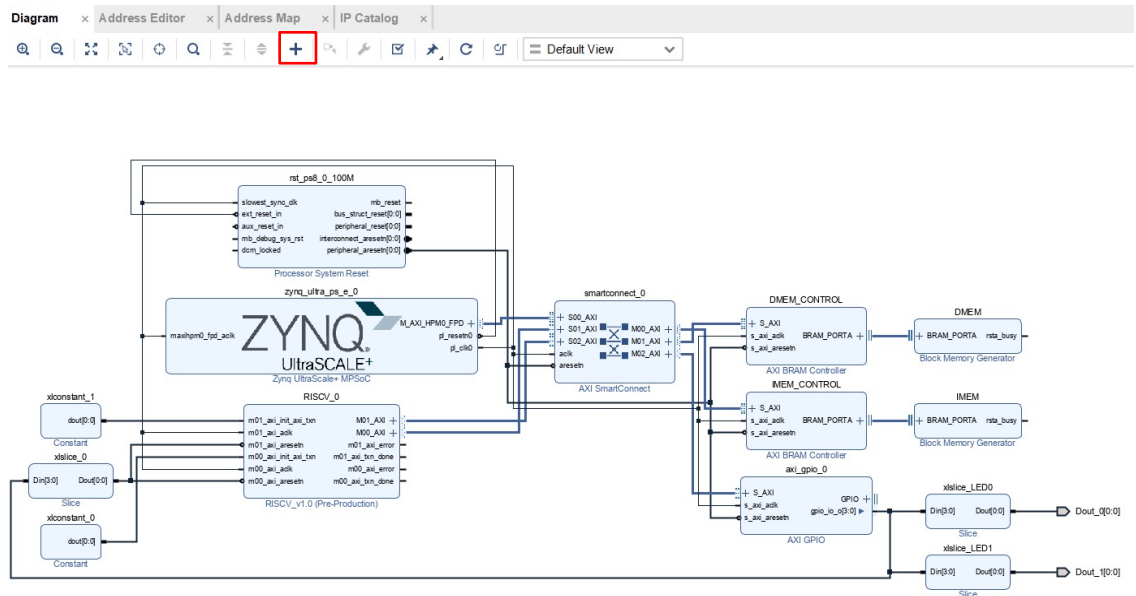 Diagram × Address Editor × Address Map × IP Catalog ×
Default View
rst_ps8_0_100M
slowest_sync_clk mb_reset
ext_reset_in bus_struct_reset[0:0]
aux_reset_in peripheral_reset[0:0]
mb_debug_sys_rst interconnect_aresetn[0:0]
dcm_locked peripheral_aresetn[0:0]
Processor System Reset
zynq_ultra_ps_e_0
maxihpm0_fpd_aclk
ZYNQ
UltraSCALE+
M_AXI_HPM0_FPD
pl_resetn0
pl_clk0
Zynq UltraScale+ MPSoC
smartconnect_0
S00_AXI
S01_AXI M00_AXI
S02_AXI M01_AXI
aclk M02_AXI
aresetn
AXI SmartConnect
DMEM_CONTROL
S_AXI
s_axi_aclk BRAM_PORTA
s_axi_aresetn
AXI BRAM Controller
DMEM
BRAM_PORTA rsta_busy
Block Memory Generator
IMEM_CONTROL
S_AXI
s_axi_aclk BRAM_PORTA
s_axi_aresetn
AXI BRAM Controller
IMEM
BRAM_PORTA rsta_busy
Block Memory Generator
xlconstant_1
dout[0:0]
Constant
xlslice_0
Din[3:0] Dout[0:0]
Slice
xlconstant_0
dout[0:0]
Constant
RISCV_0
m01_axi_init_axi_txn M01_AXI
m01_axi_aclk M00_AXI
m01_axi_aresetn m01_axi_error
m00_axi_init_axi_txn m01_axi_txn_done
m00_axi_aclk m00_axi_error
m00_axi_aresetn m00_axi_txn_done
RISCV_v1.0 (Pre-Production)
axi_gpio_0
S_AXI GPIO
s_axi_aclk gpio_io_o[3:0]
s_axi_aresetn
AXI GPIO
xlslice_LED0
Din[3:0] Dout[0:0]
Slice
Dout_0[0:0]
xlslice_LED1
Din[3:0] Dout[0:0]
Slice
Dout_1[0:0]